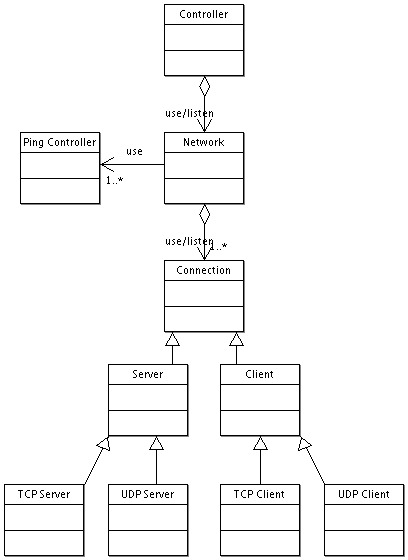 Controller
use/listen
Ping Controller
use
Network
1..*
use/listen
1..*
Connection
Server
Client
TCP Server
UDP Server
TCP Client
UDP Client